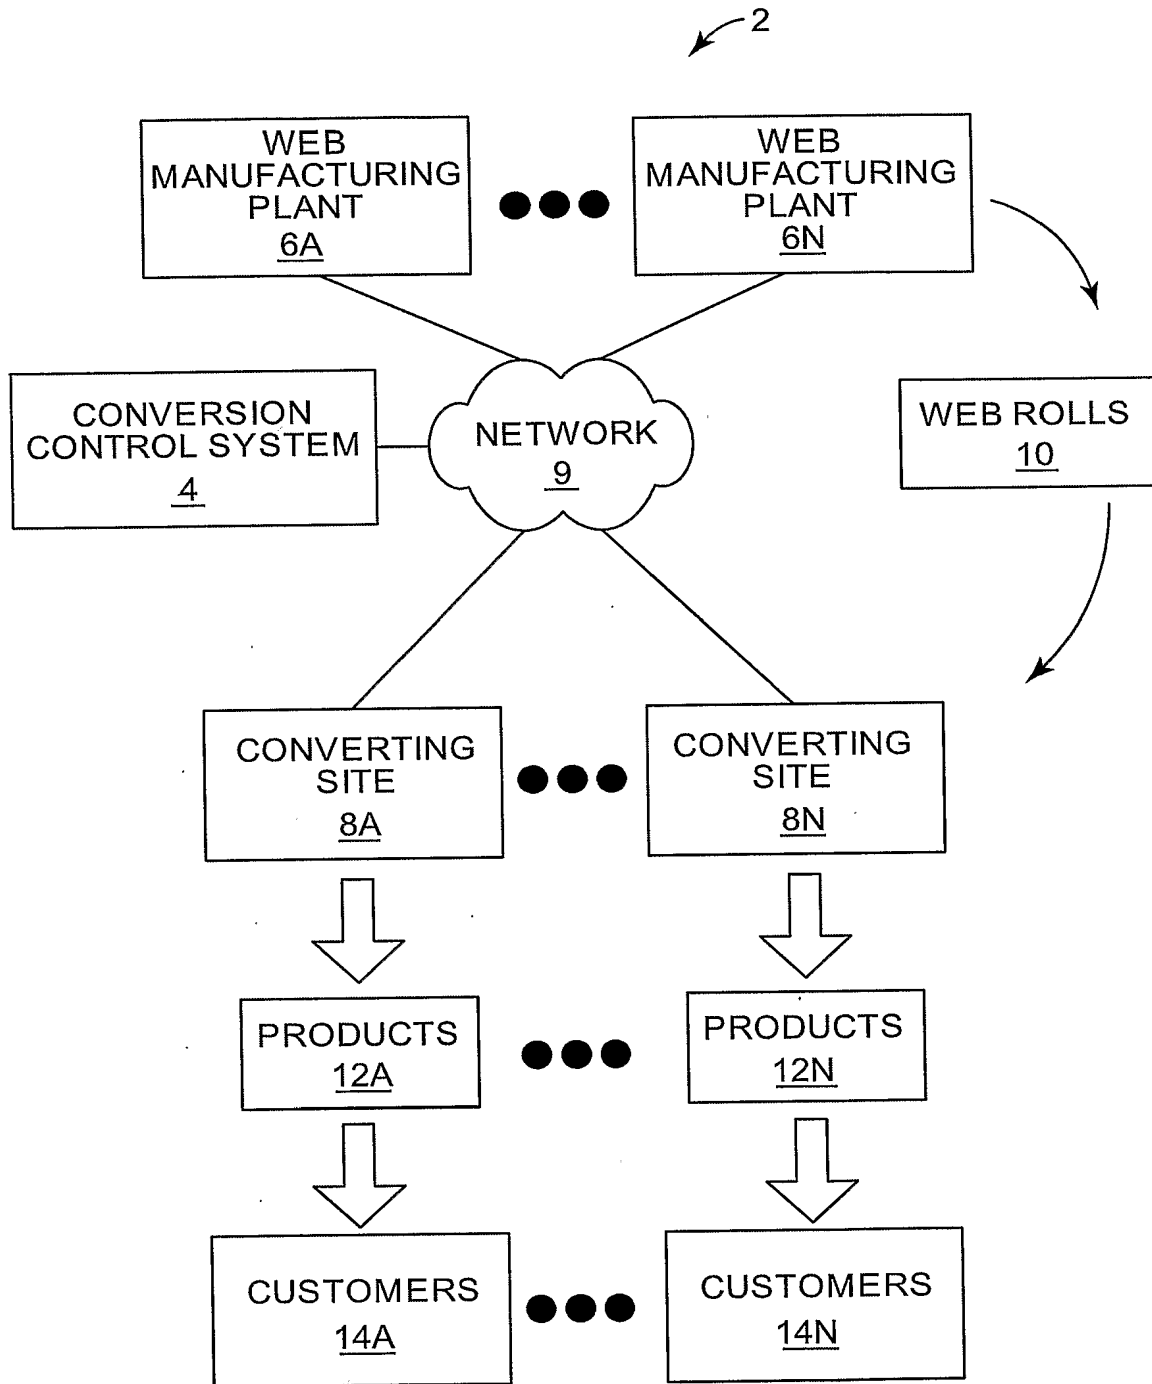 2
WEB
MANUFACTURING
PLANT
6A
WEB
MANUFACTURING
PLANT
6N
CONVERSION
CONTROL SYSTEM
4
NETWORK
9
WEB ROLLS
10
CONVERTING
SITE
8A
CONVERTING
SITE
8N
PRODUCTS
12A
PRODUCTS
12N
CUSTOMERS
14A
CUSTOMERS
14N